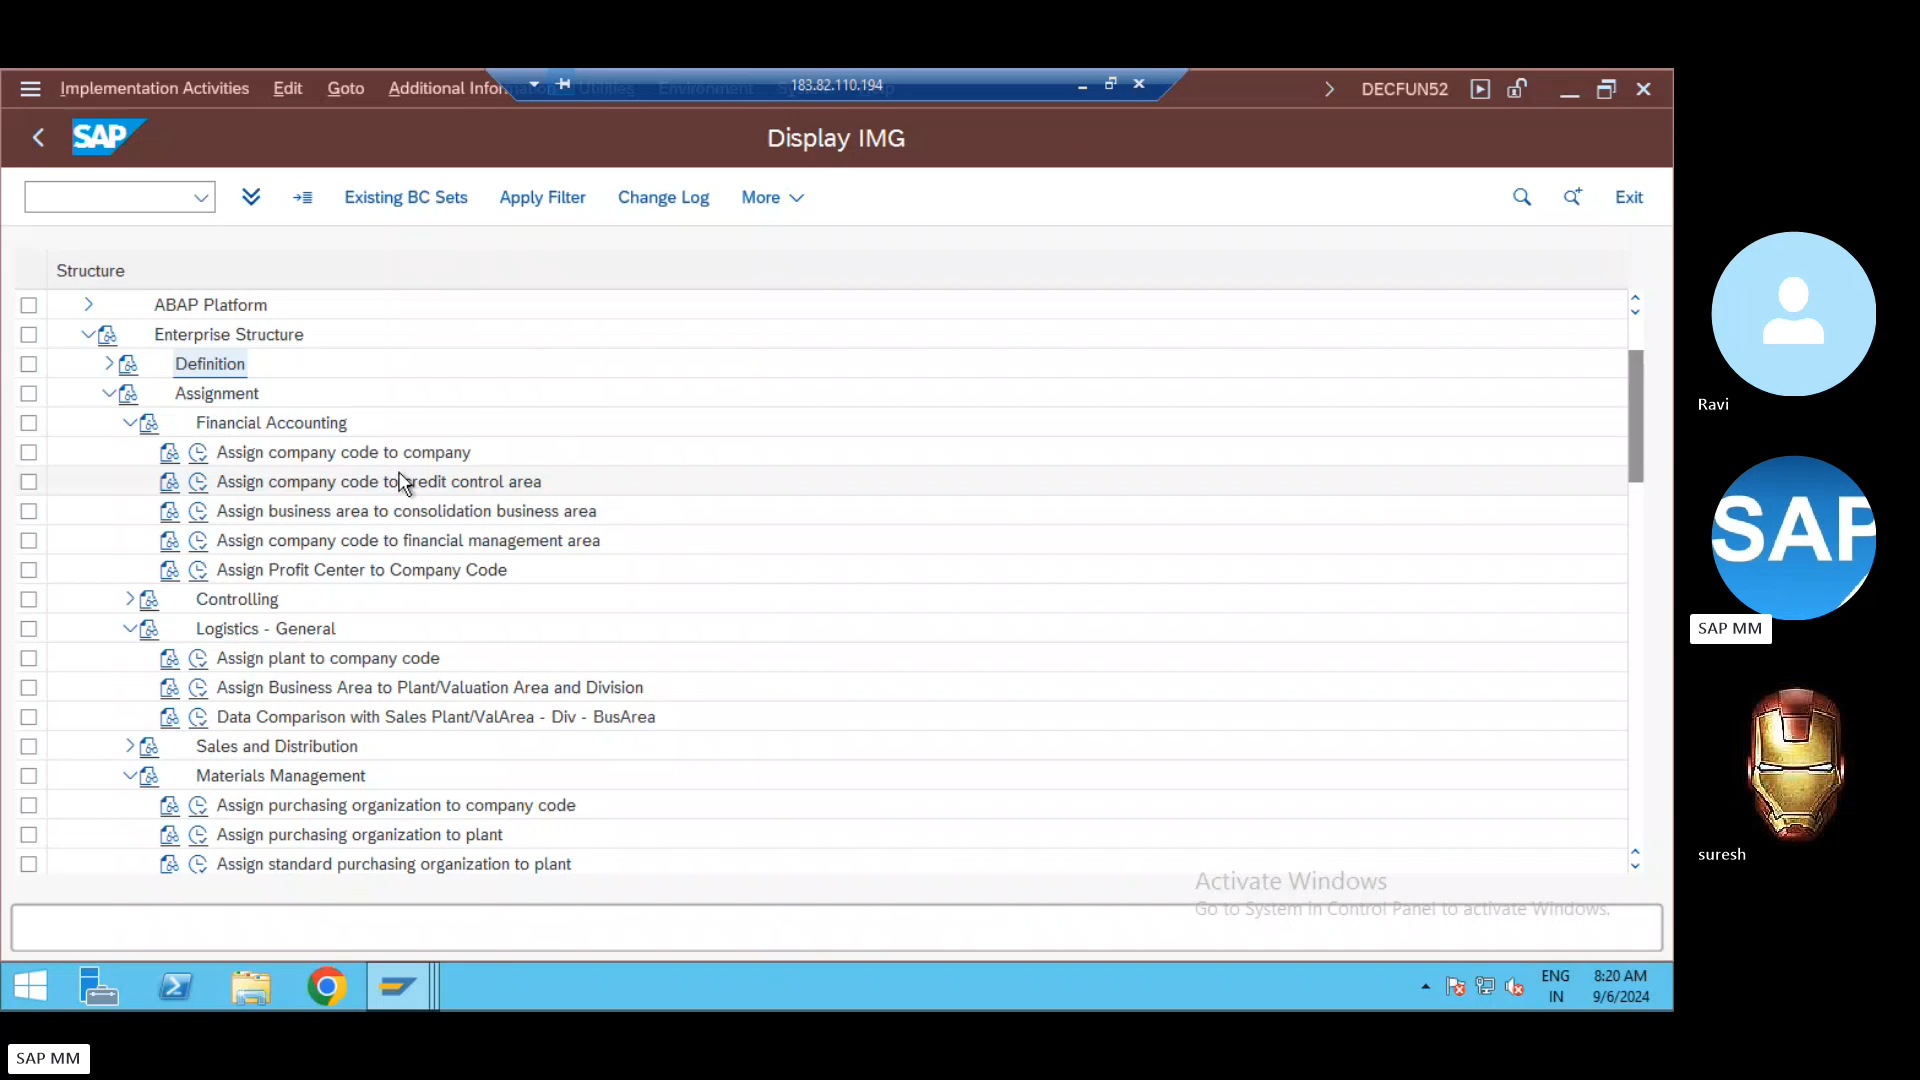 Implementation Activities Edit Goto Additional Infor
183.82.110.194
DECFUN52
SAP
Display IMG
Existing BC Sets Apply Filter Change Log More Exit
Structure
ABAP Platform
Enterprise Structure
Definition
Assignment
Financial Accounting
Assign company code to company
Assign company code to credit control area
Assign business area to consolidation business area
Assign company code to financial management area
Assign Profit Center to Company Code
Controlling
Logistics - General
Assign plant to company code
Assign Business Area to Plant/Valuation Area and Division
Data Comparison with Sales Plant/ValArea - Div - BusArea
Sales and Distribution
Materials Management
Assign purchasing organization to company code
Assign purchasing organization to plant
Assign standard purchasing organization to plant
Activate Windows
Go to System in Control Panel to activate Windows.
ENG
IN
8:20 AM
9/6/2024
Ravi
SAP
SAP MM
suresh
SAP MM